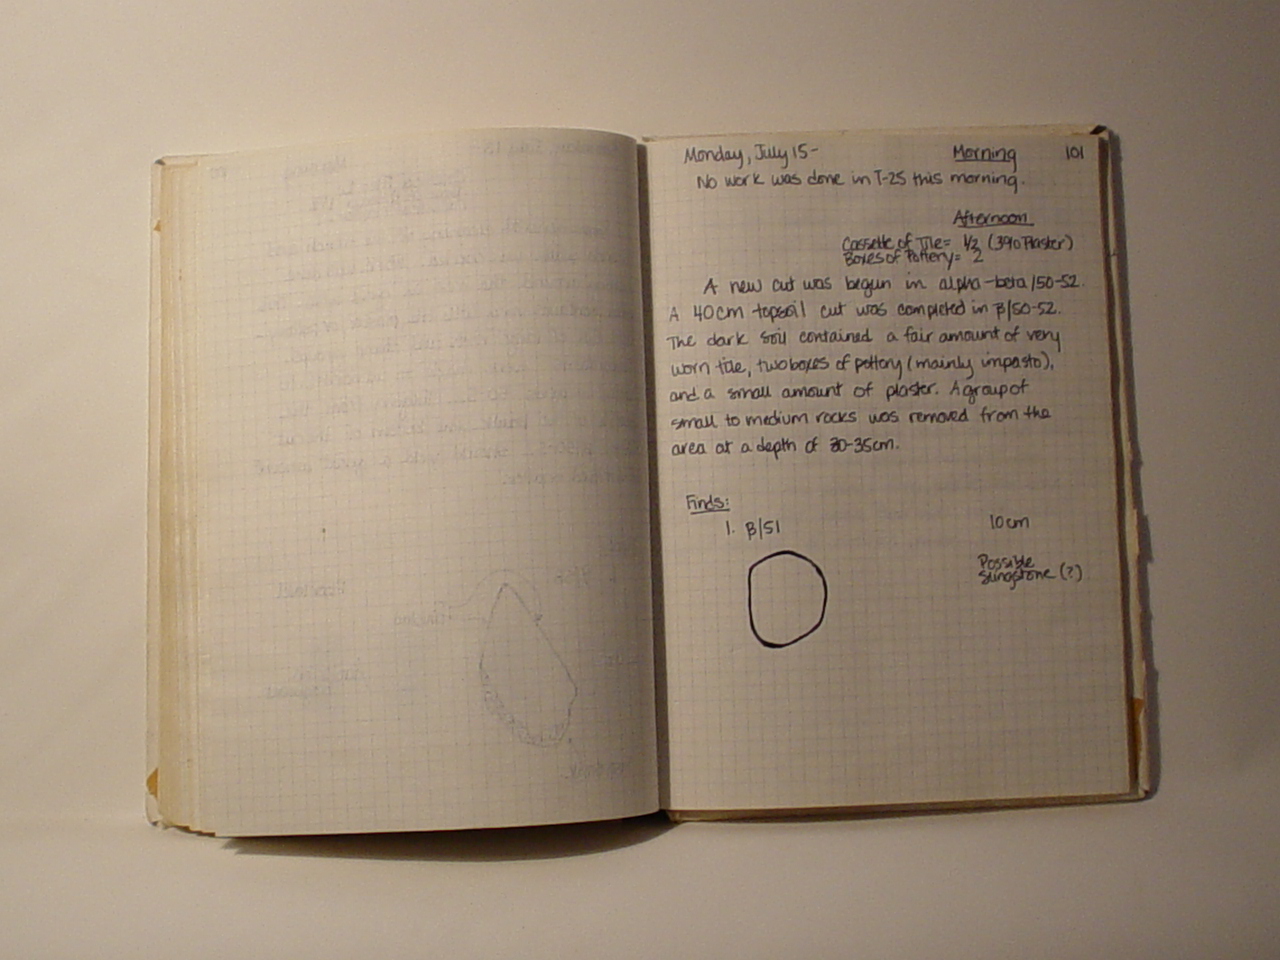 Monday, July 15- Morning 101
No work was done in T-25 this morning.
Afternoon
Cassette of Tile= 1/2 (3910 Plaster)
Boxes of Pottery= 2
A new cut was begun in alpha-beta/50-52.
A 40cm topsoil cut was completed in β/50-52.
The dark soil contained a fair amount of very
worn tile, two boxes of pottery (mainly impasto),
and a small amount of plaster. A group of
small to medium rocks was removed from the
area at a depth of 30-35cm.
Finds:
1. β/51 10cm
Possible
slingstone (?)